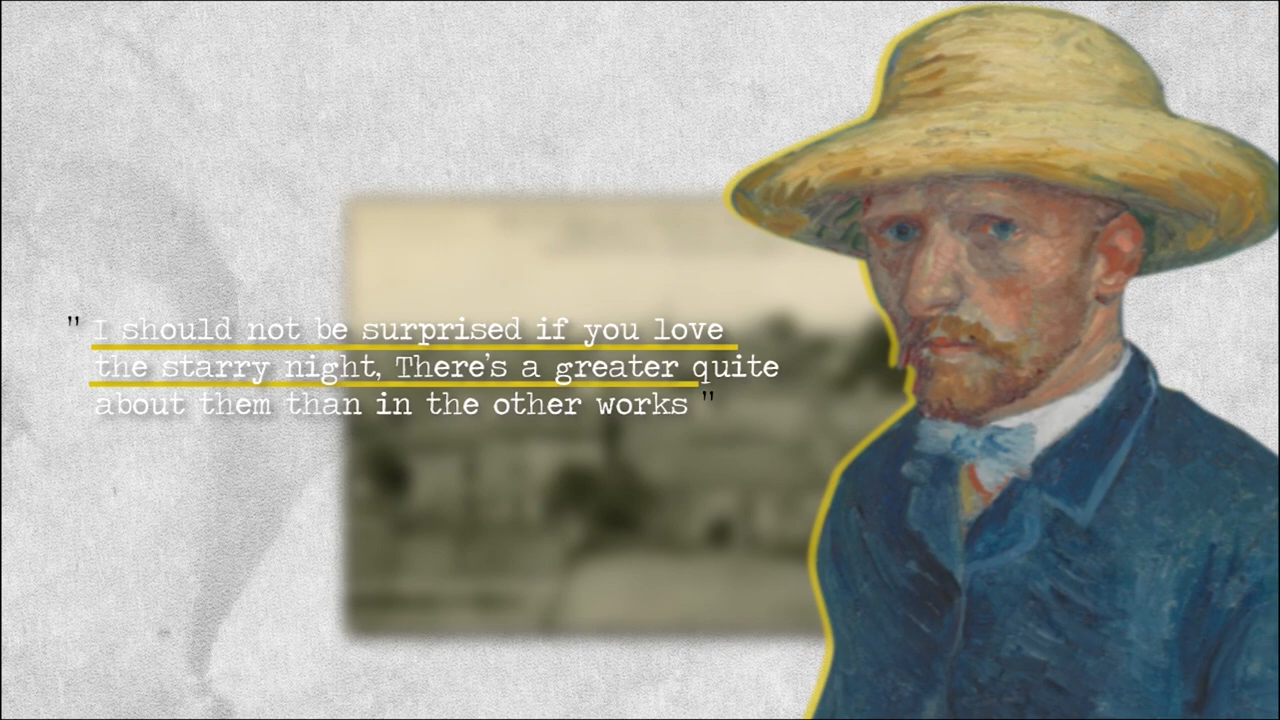 " I should not be surprised if you love
the starry night, There's a greater quite
about them than in the other works "